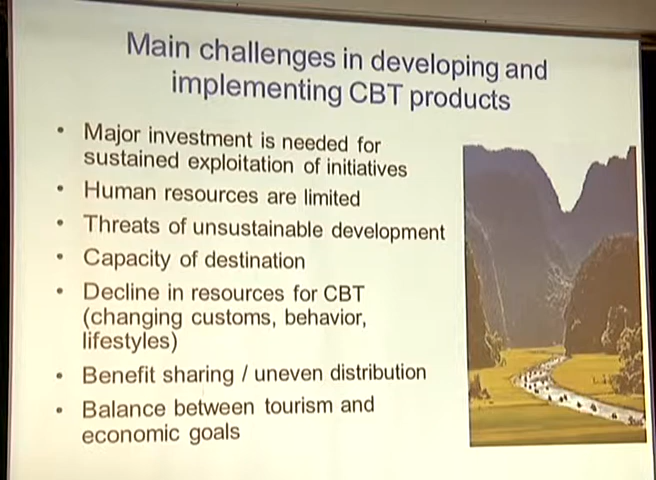 Main challenges in developing and
implementing CBT products
• Major investment is needed for
sustained exploitation of initiatives
• Human resources are limited
• Threats of unsustainable development
• Capacity of destination
• Decline in resources for CBT
(changing customs, behavior,
lifestyles)
• Benefit sharing / uneven distribution
• Balance between tourism and
economic goals